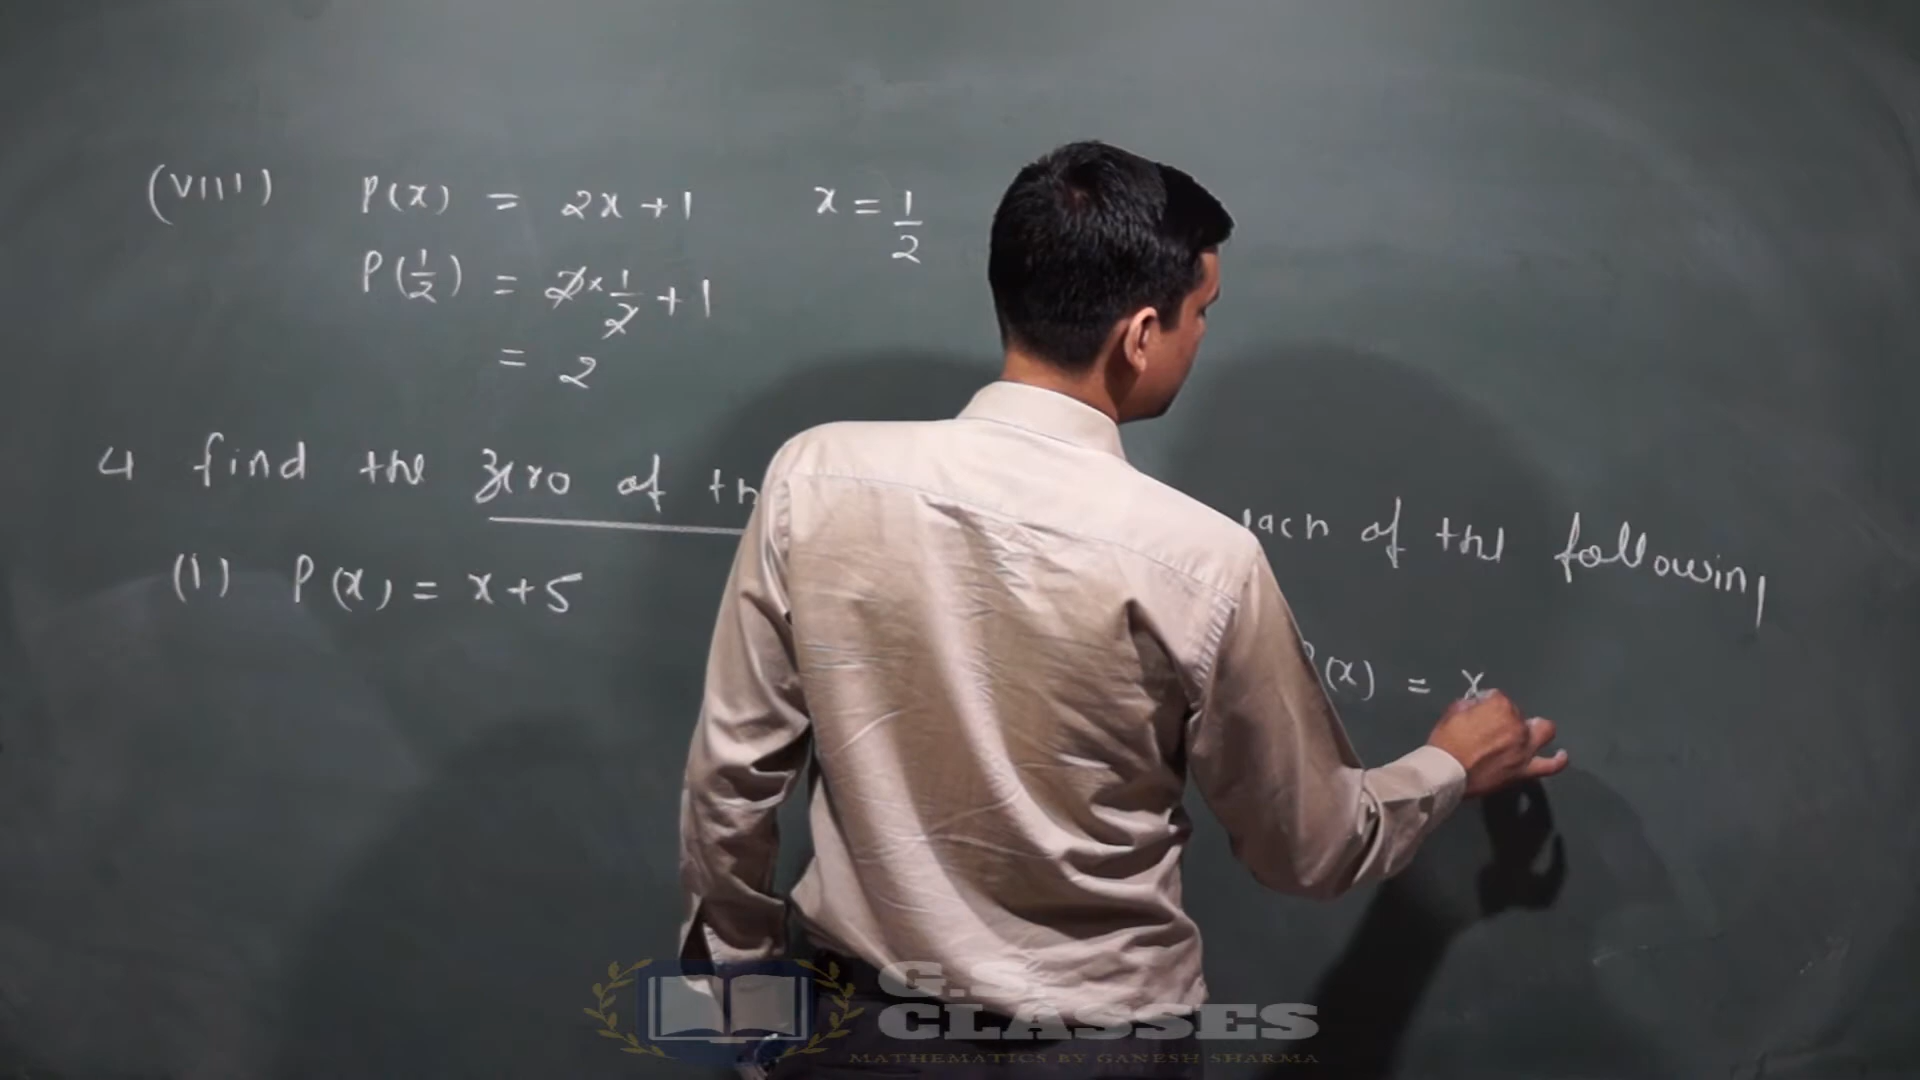 (VIII) P(x) = 2x + 1 x = 1/2
P(1/2) = 2 × 1/2 + 1
= 2
4 find the zero of each of the following
(i) P(x) = x + 5
(x) = x
G.S.
CLASSES
MATHEMATICS BY GANESH SHARMA